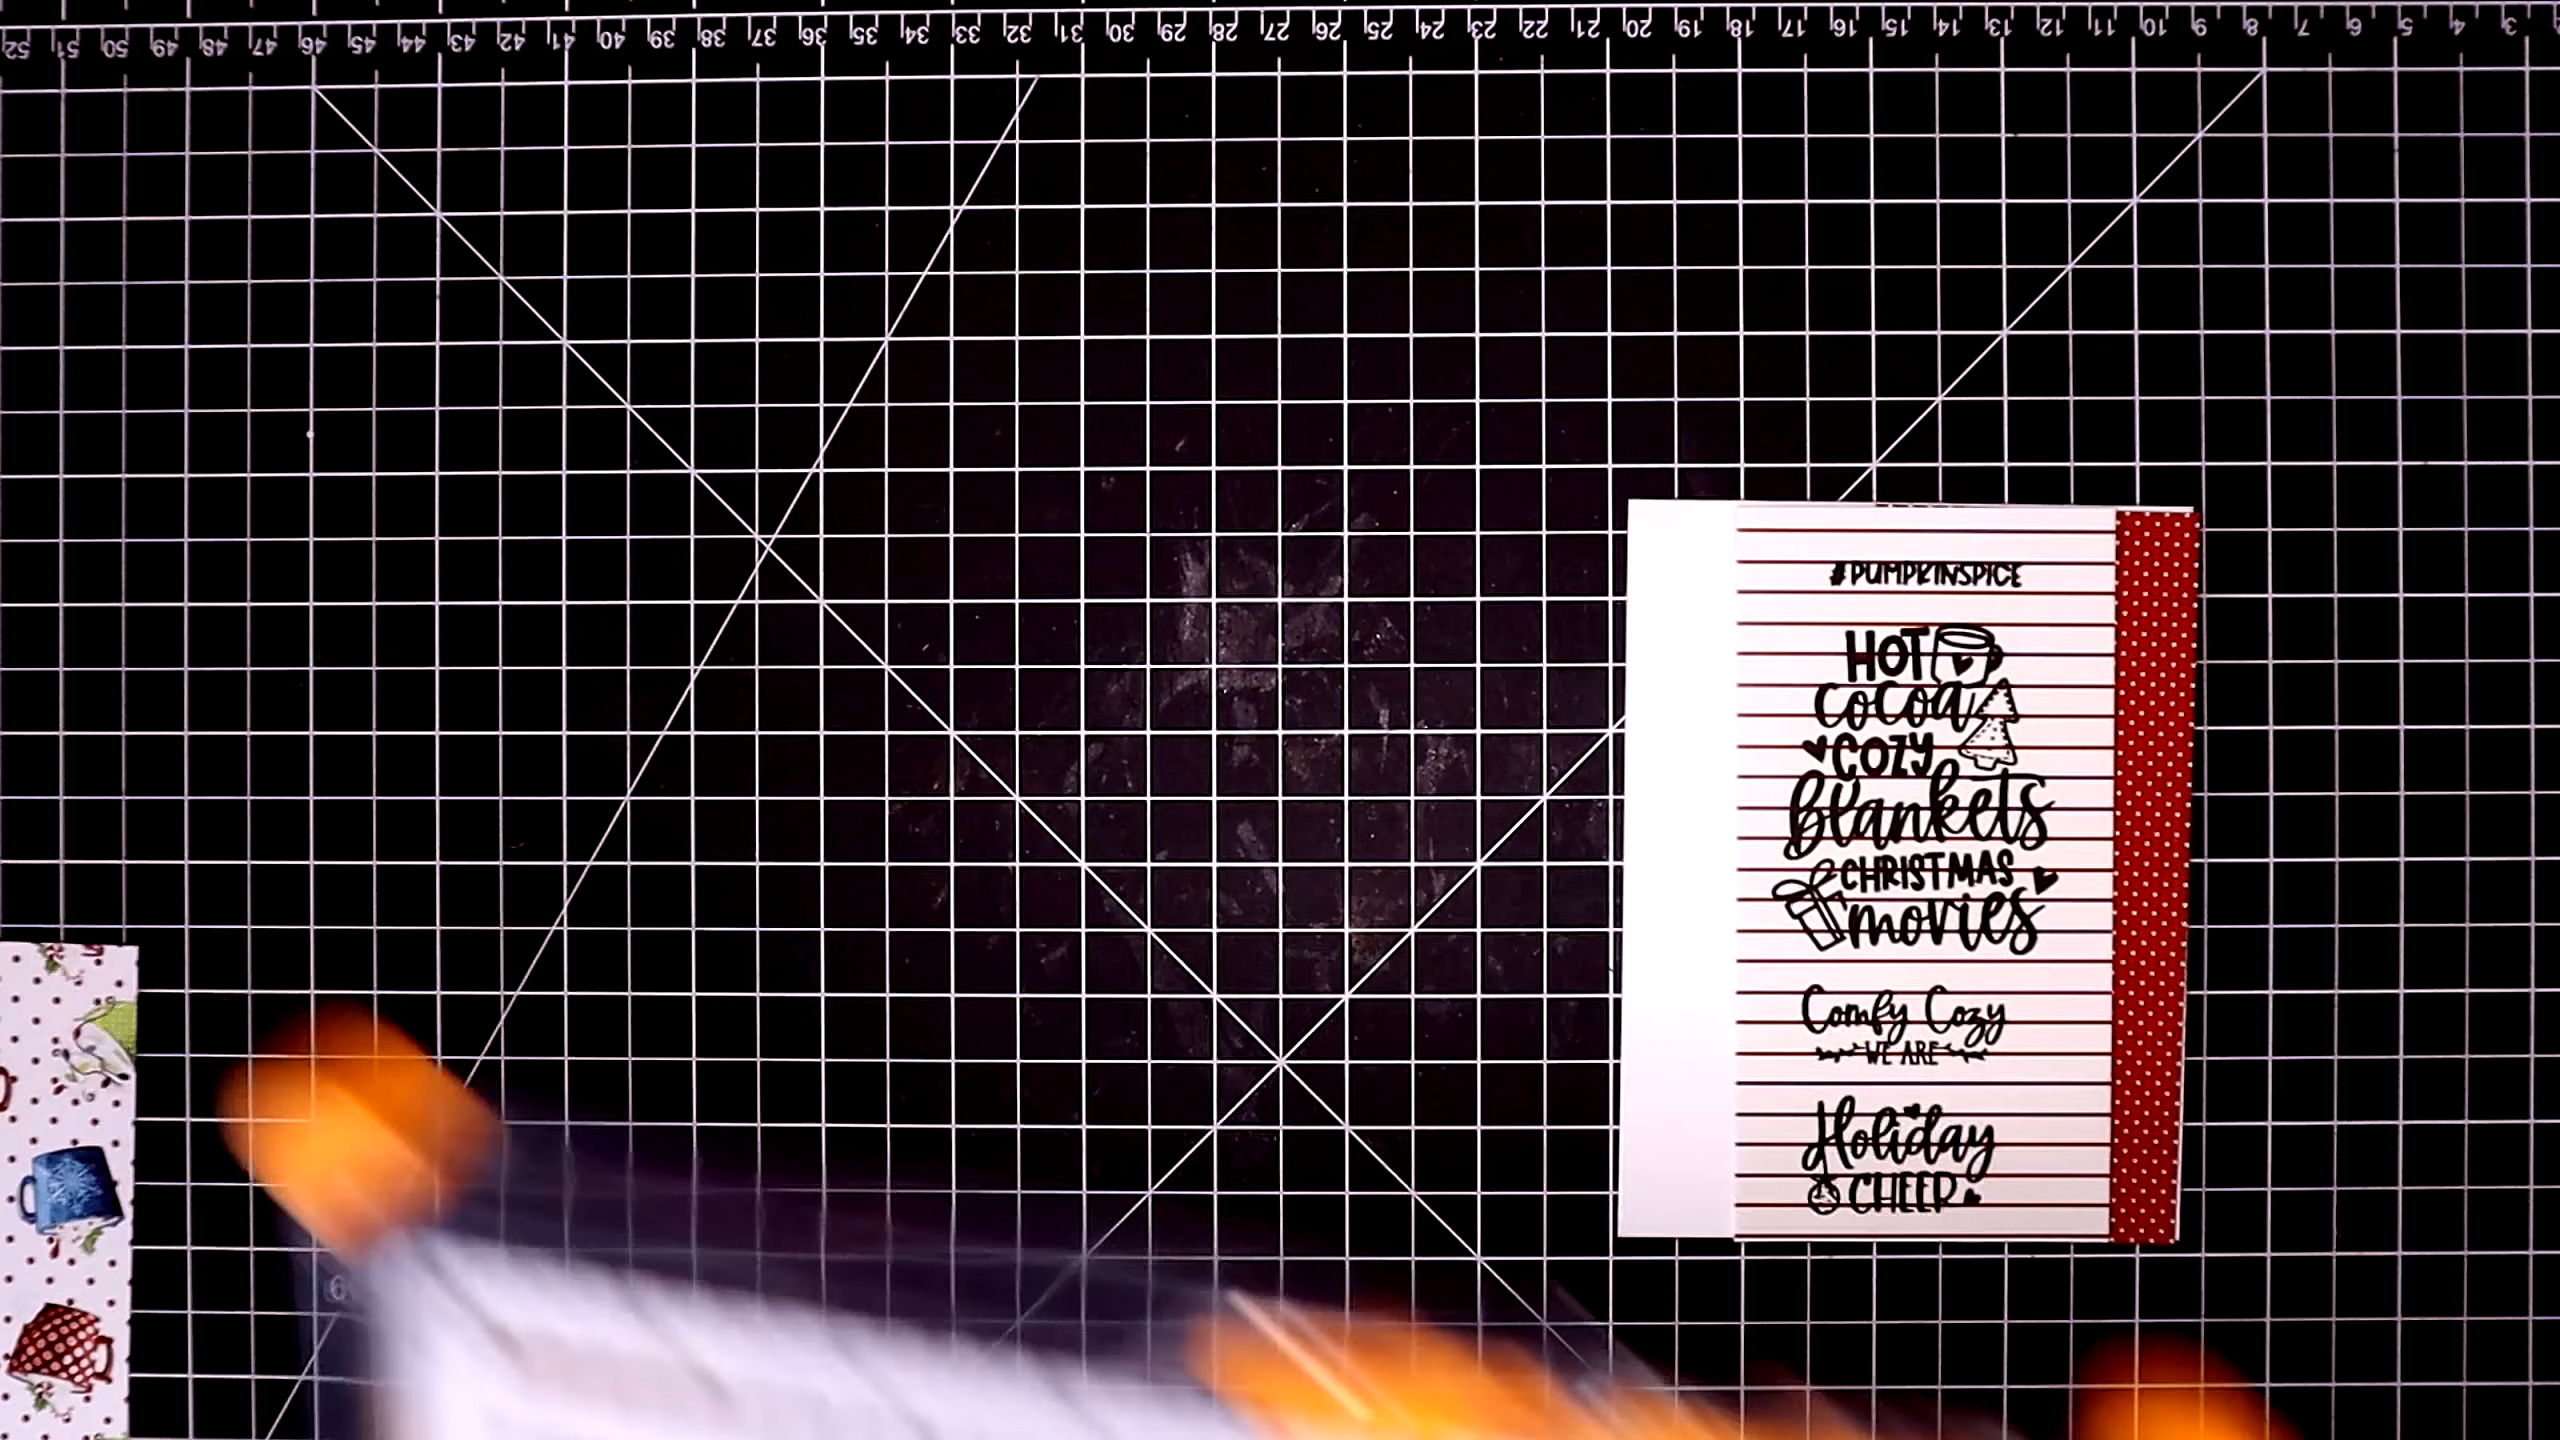 52 51 50 49 48 47 46 45 44 43 42 41 40 39 38 37 36 35 34 33 32 31 30 29 28 27 26 25 24 23 22 21 20 19 18 17 16 15 14 13 12 11 10 9 8 7 6 5 4 3 2
#PUMPKINSPICE
HOT
cocoa
COZY
blankets
CHRISTMAS
movies
Comfy Cozy
WE ARE
Holiday
CHEER